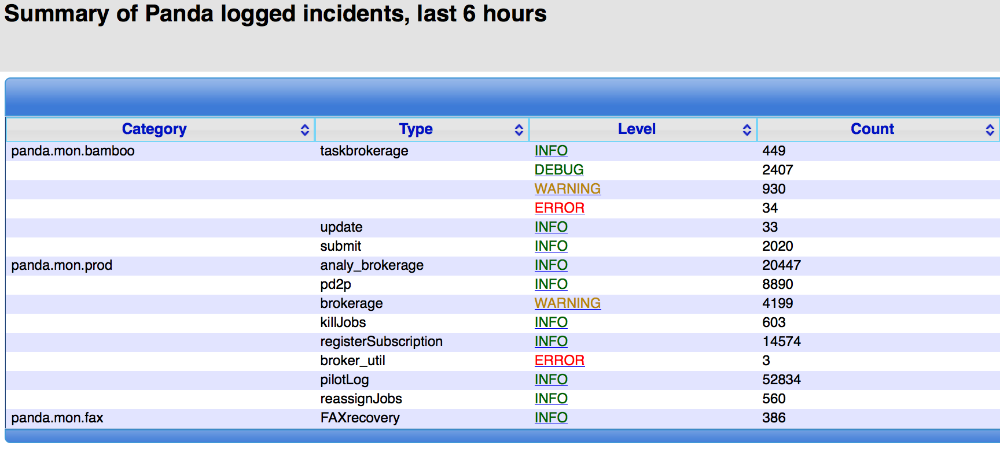 Summary of Panda logged incidents, last 6 hours
Category Type Level Count
panda.mon.bamboo taskbrokerage INFO 449
DEBUG 2407
WARNING 930
ERROR 34
update INFO 33
submit INFO 2020
panda.mon.prod analy_brokerage INFO 20447
pd2p INFO 8890
brokerage WARNING 4199
killJobs INFO 603
registerSubscription INFO 14574
broker_util ERROR 3
pilotLog INFO 52834
reassignJobs INFO 560
panda.mon.fax FAXrecovery INFO 386